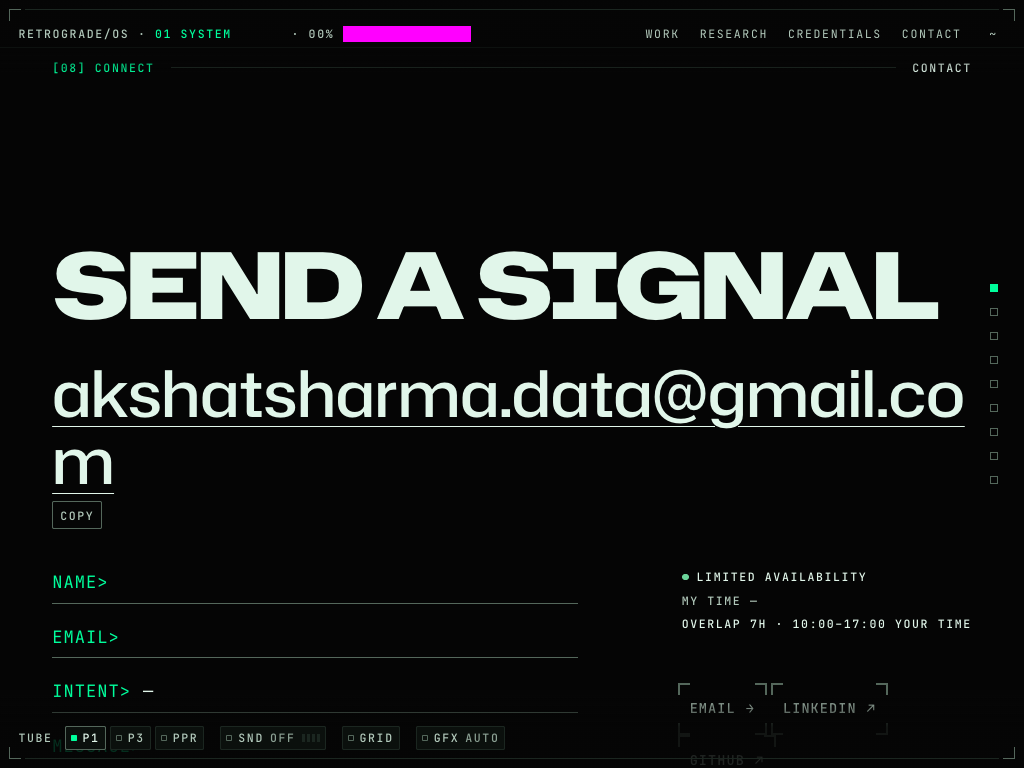 RETROGRADE/OS · 01 SYSTEM · 00% WORK RESEARCH CREDENTIALS CONTACT ~
[08] CONNECT CONTACT
SEND A SIGNAL
akshatsharma.data@gmail.co
m
COPY
NAME>
EMAIL>
INTENT> —
LIMITED AVAILABILITY
MY TIME —
OVERLAP 7H · 10:00–17:00 YOUR TIME
EMAIL → LINKEDIN ↗
GITHUB ↗
TUBE P1 P3 PPR SND OFF GRID GFX AUTO